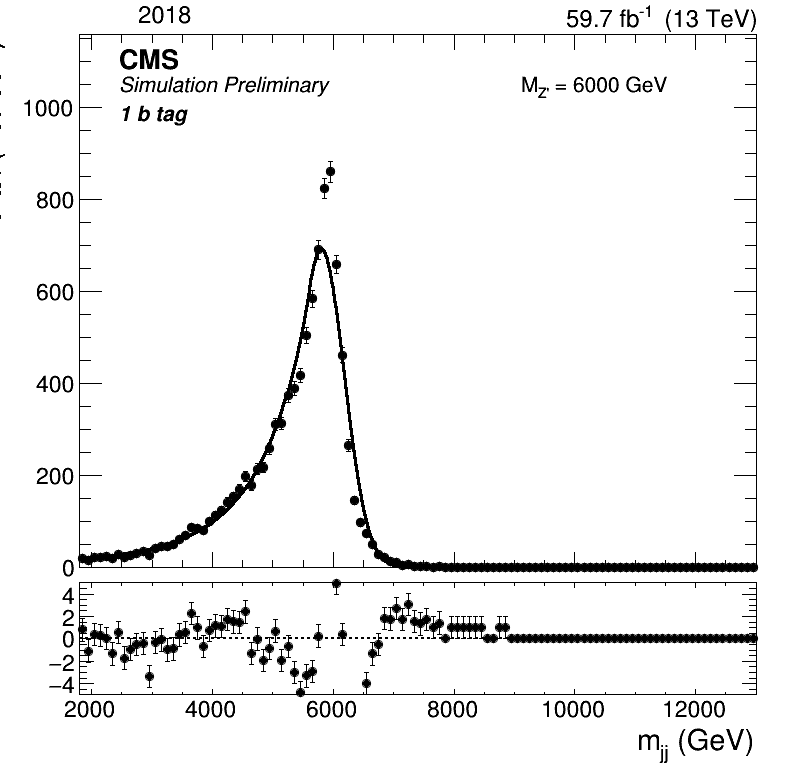 2018 59.7 fb⁻¹ (13 TeV)
CMS
Simulation Preliminary
M_Z' = 6000 GeV
1 b tag
1000
800
600
400
200
0
4
2
0
−2
−4
2000 4000 6000 8000 10000 12000
m_jj (GeV)